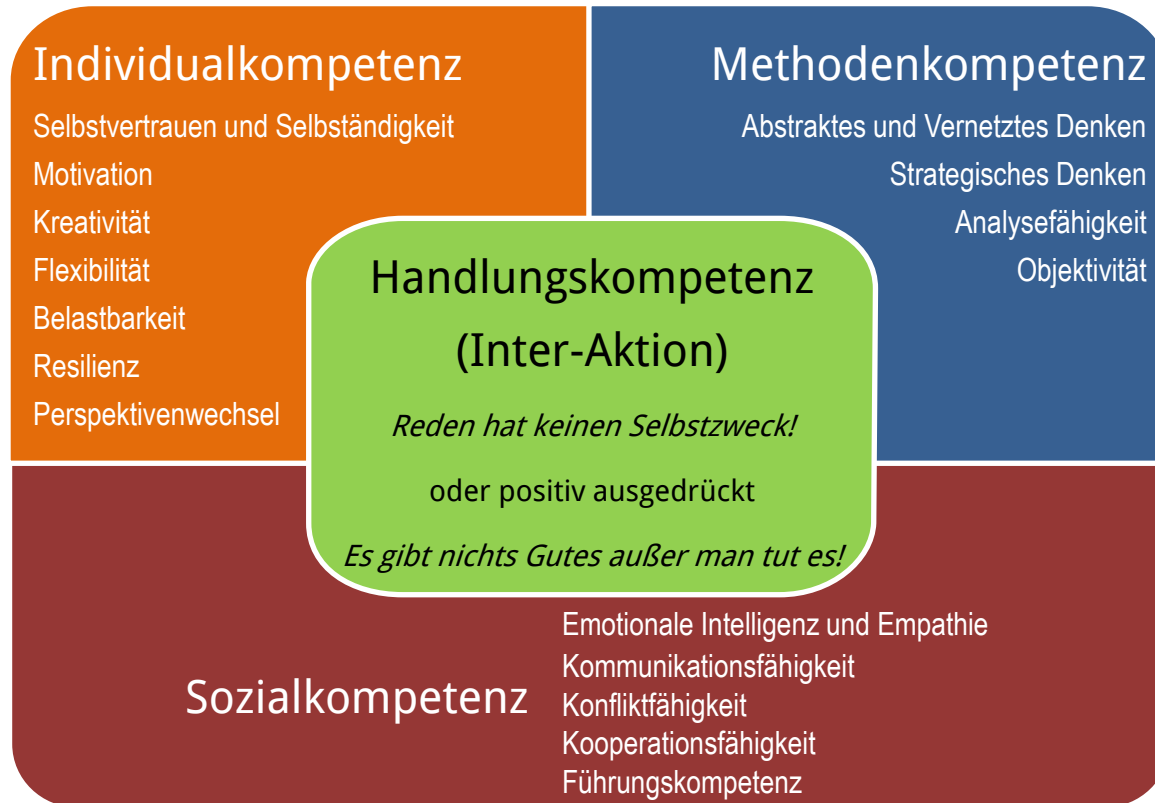 Individualkompetenz
Selbstvertrauen und Selbständigkeit
Motivation
Kreativität
Flexibilität
Belastbarkeit
Resilienz
Perspektivenwechsel
Methodenkompetenz
Abstraktes und Vernetztes Denken
Strategisches Denken
Analysefähigkeit
Objektivität
Handlungskompetenz
(Inter-Aktion)
Reden hat keinen Selbstzweck!
oder positiv ausgedrückt
Es gibt nichts Gutes außer man tut es!
Sozialkompetenz
Emotionale Intelligenz und Empathie
Kommunikationsfähigkeit
Konfliktfähigkeit
Kooperationsfähigkeit
Führungskompetenz